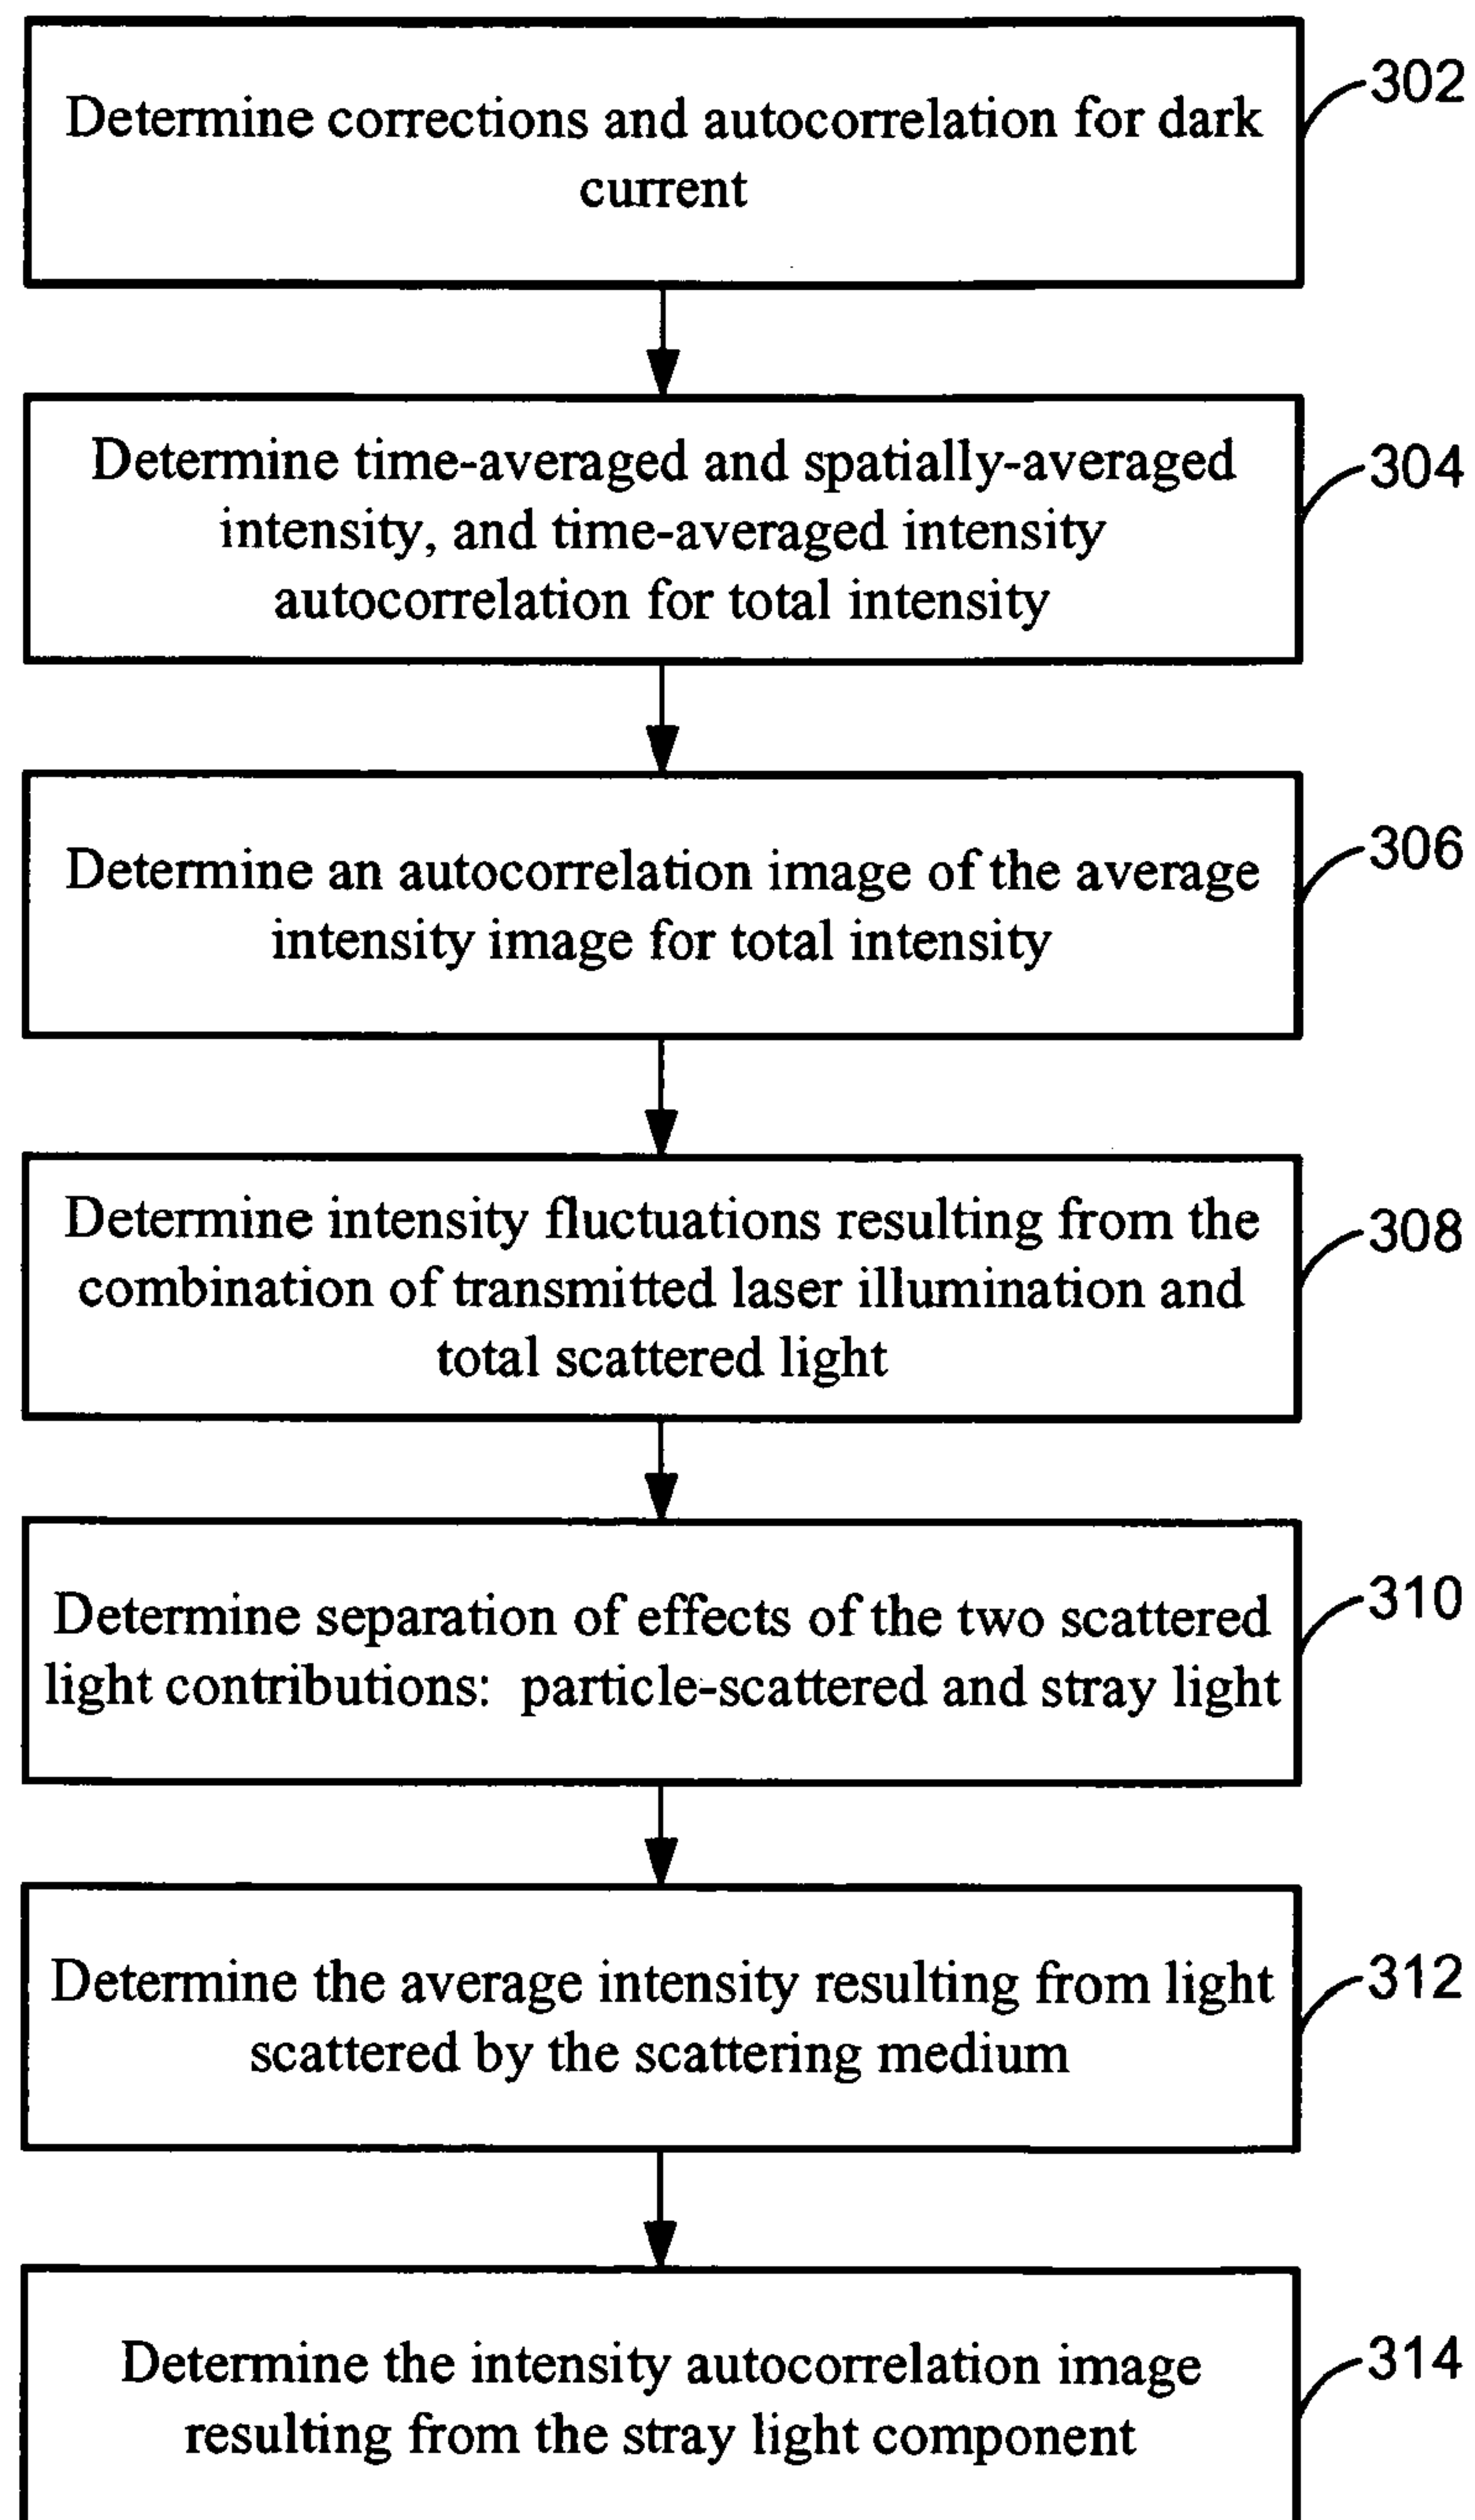 302
Determine corrections and autocorrelation for dark
current
304
Determine time-averaged and spatially-averaged
intensity, and time-averaged intensity
autocorrelation for total intensity
306
Determine an autocorrelation image of the average
intensity image for total intensity
308
Determine intensity fluctuations resulting from the
combination of transmitted laser illumination and
total scattered light
310
Determine separation of effects of the two scattered
light contributions: particle-scattered and stray light
312
Determine the average intensity resulting from light
scattered by the scattering medium
314
Determine the intensity autocorrelation image
resulting from the stray light component